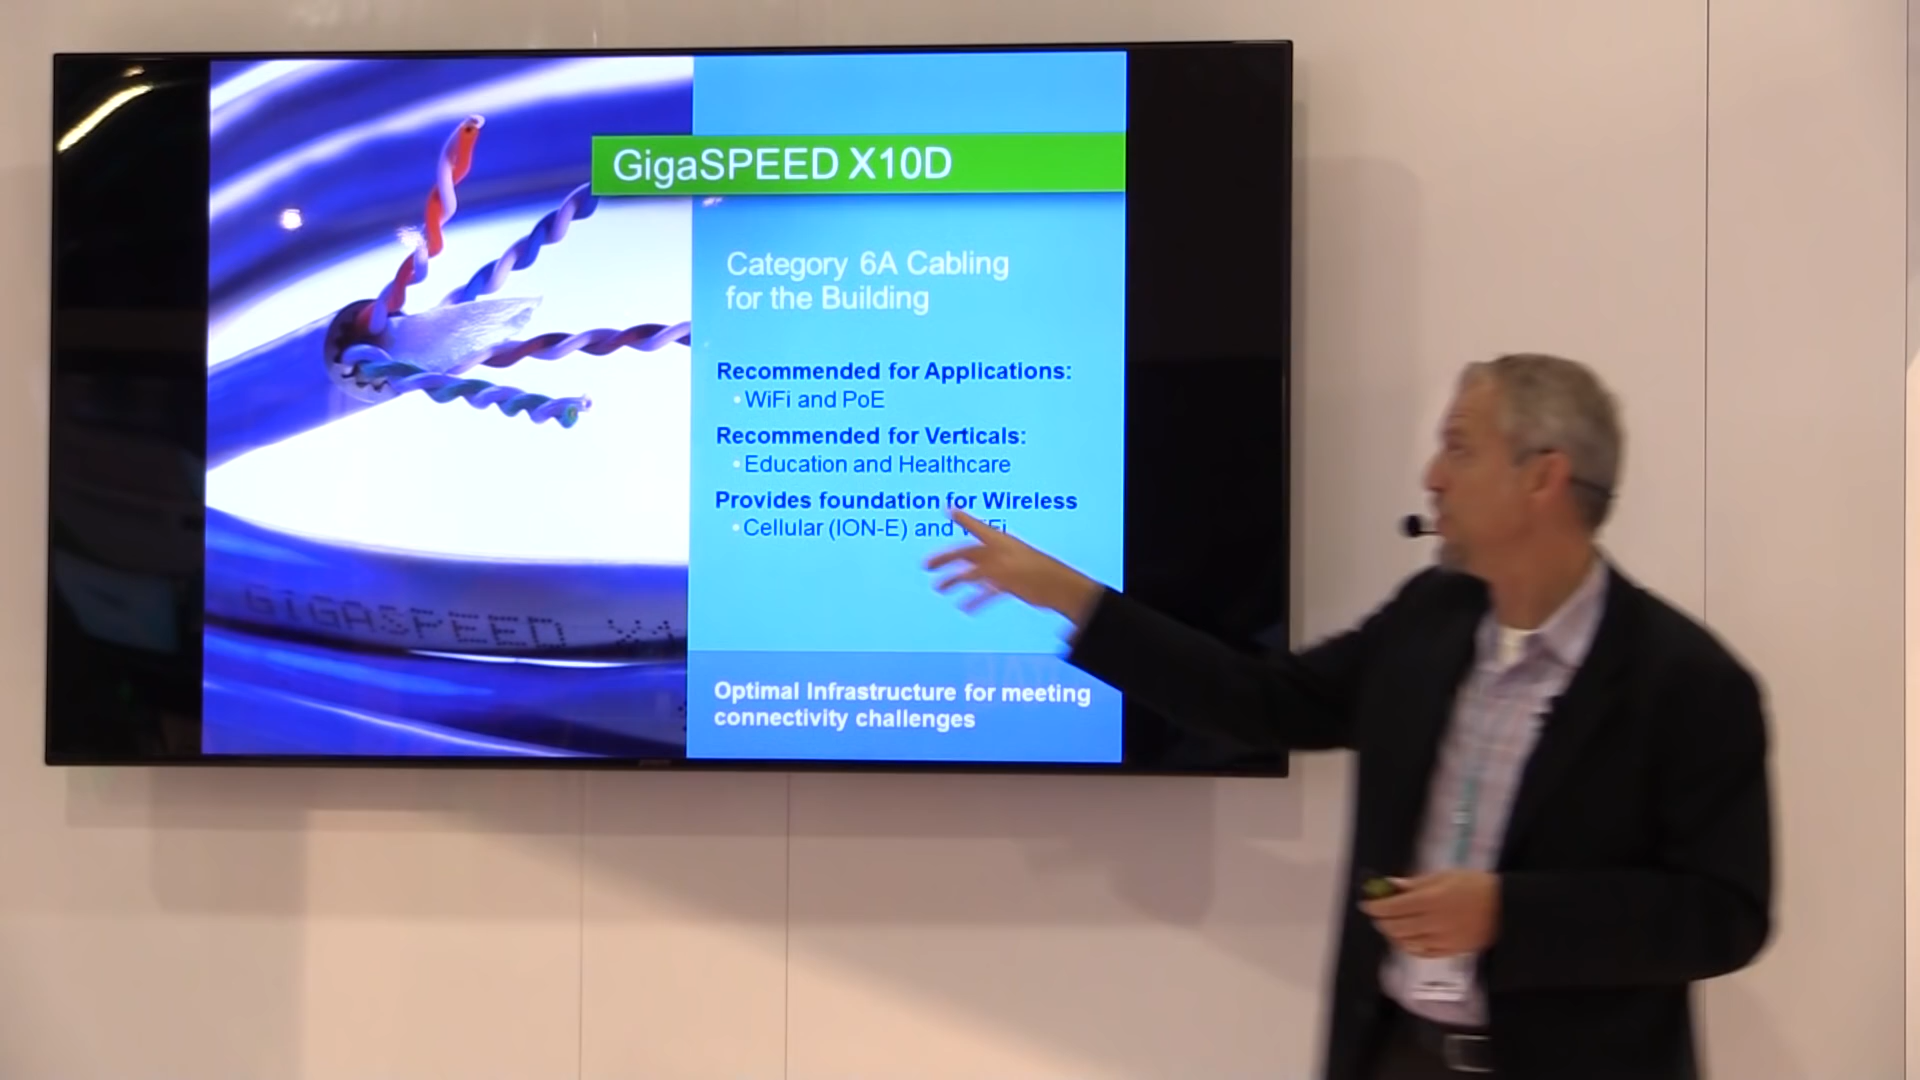 GigaSPEED X10D
Category 6A Cabling
for the Building
Recommended for Applications:
• WiFi and PoE
Recommended for Verticals:
• Education and Healthcare
Provides foundation for Wireless
• Cellular (ION-E) and WiFi
GIGASPEED
Optimal Infrastructure for meeting
connectivity challenges